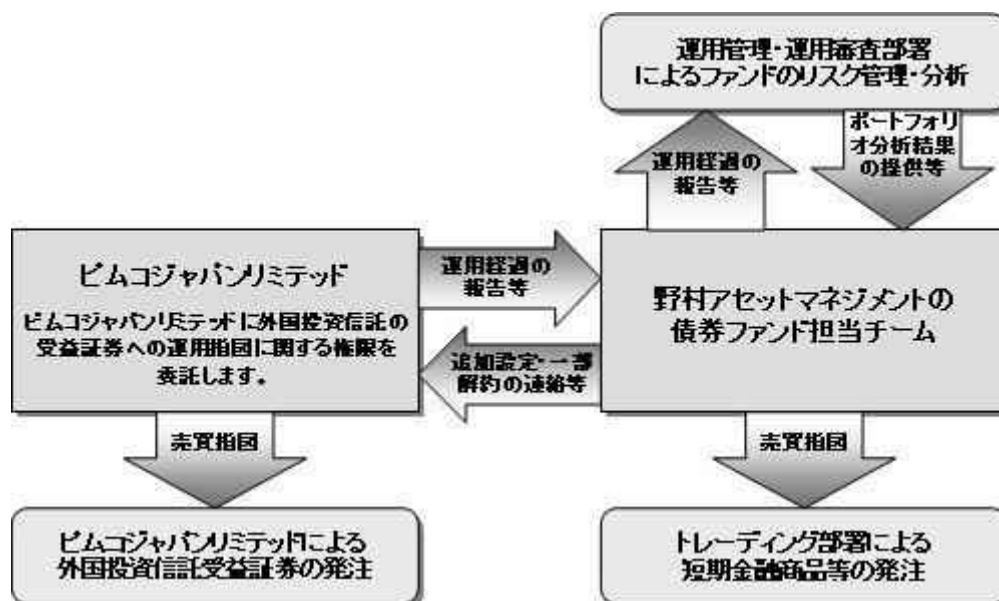 運用管理・運用審査部署
によるファンドのリスク管理・分析
運用経過の
報告等
ポートフォリ
オ分析結果
の提供等
ピムコジャパンリミテッド
ピムコジャパンリミテッドに外国投資信託の
受益証券への運用指図に関する権限を
委託します。
運用経過の
報告等
追加設定・一部
解約の連絡等
野村アセットマネジメントの
債券ファンド担当チーム
売買指図
売買指図
ピムコジャパンリミテッドによる
外国投資信託受益証券の発注
トレーディング部署による
短期金融商品等の発注